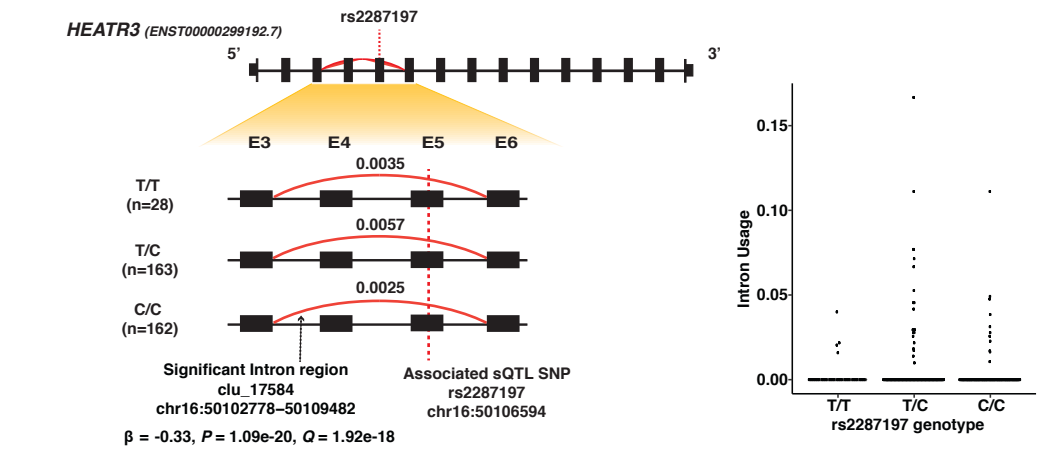 rs2287197
HEATR3 (ENST00000299192.7)
5’ 3’
E3 E4 E5 E6
0.0035
T/T
(n=28)
0.0057
T/C
(n=163)
0.0025
C/C
(n=162)
Significant Intron region
clu_17584
chr16:50102778–50109482
Associated sQTL SNP
rs2287197
chr16:50106594
β = -0.33, P = 1.09e-20, Q = 1.92e-18
Intron Usage
0.15
0.10
0.05
0.00
T/T T/C C/C
rs2287197 genotype